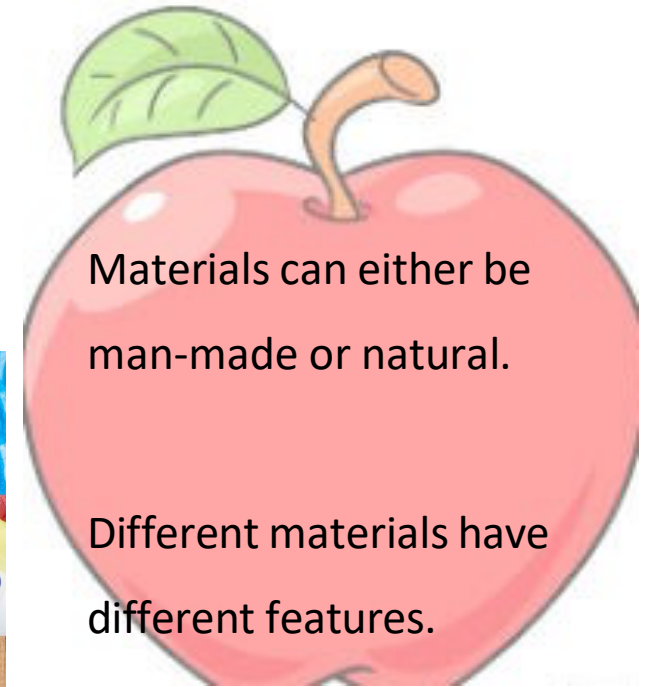 Materials can either be
man-made or natural.
Different materials have
different features.